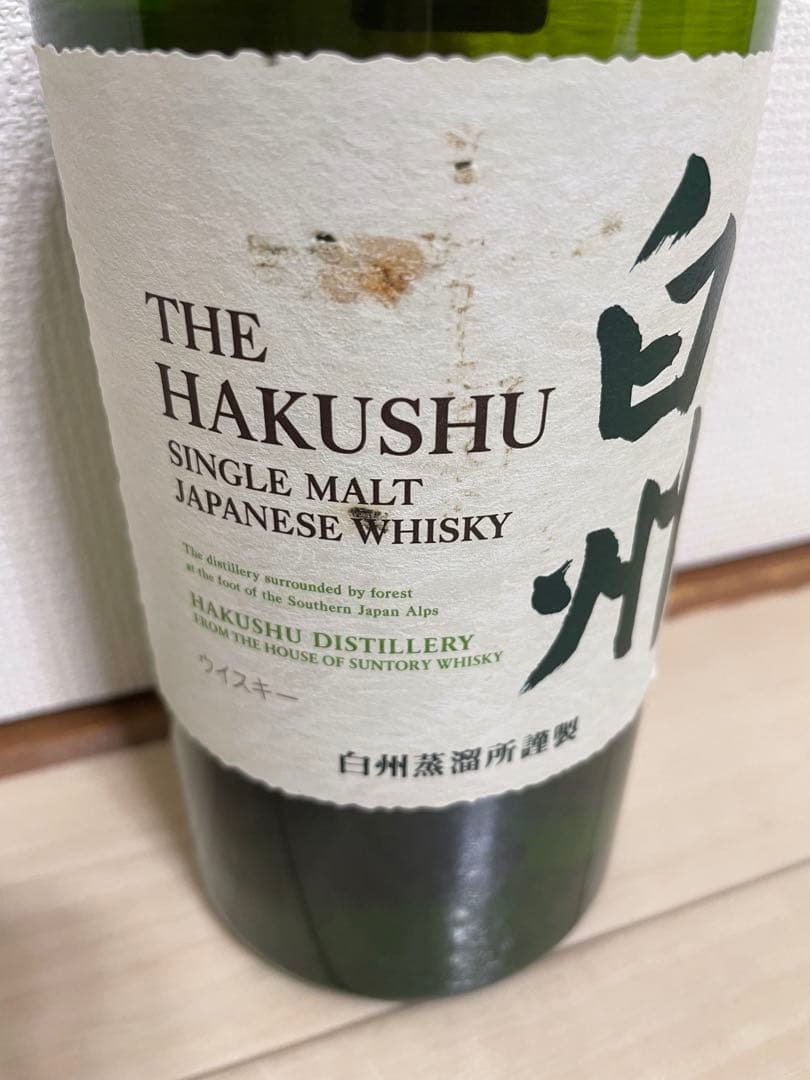 白州
THE
HAKUSHU
SINGLE MALT
JAPANESE WHISKY
The distillery surrounded by forest
at the foot of the Southern Japan Alps
HAKUSHU DISTILLERY
FROM THE HOUSE OF SUNTORY WHISKY
ウイスキー
白州蒸溜所謹製